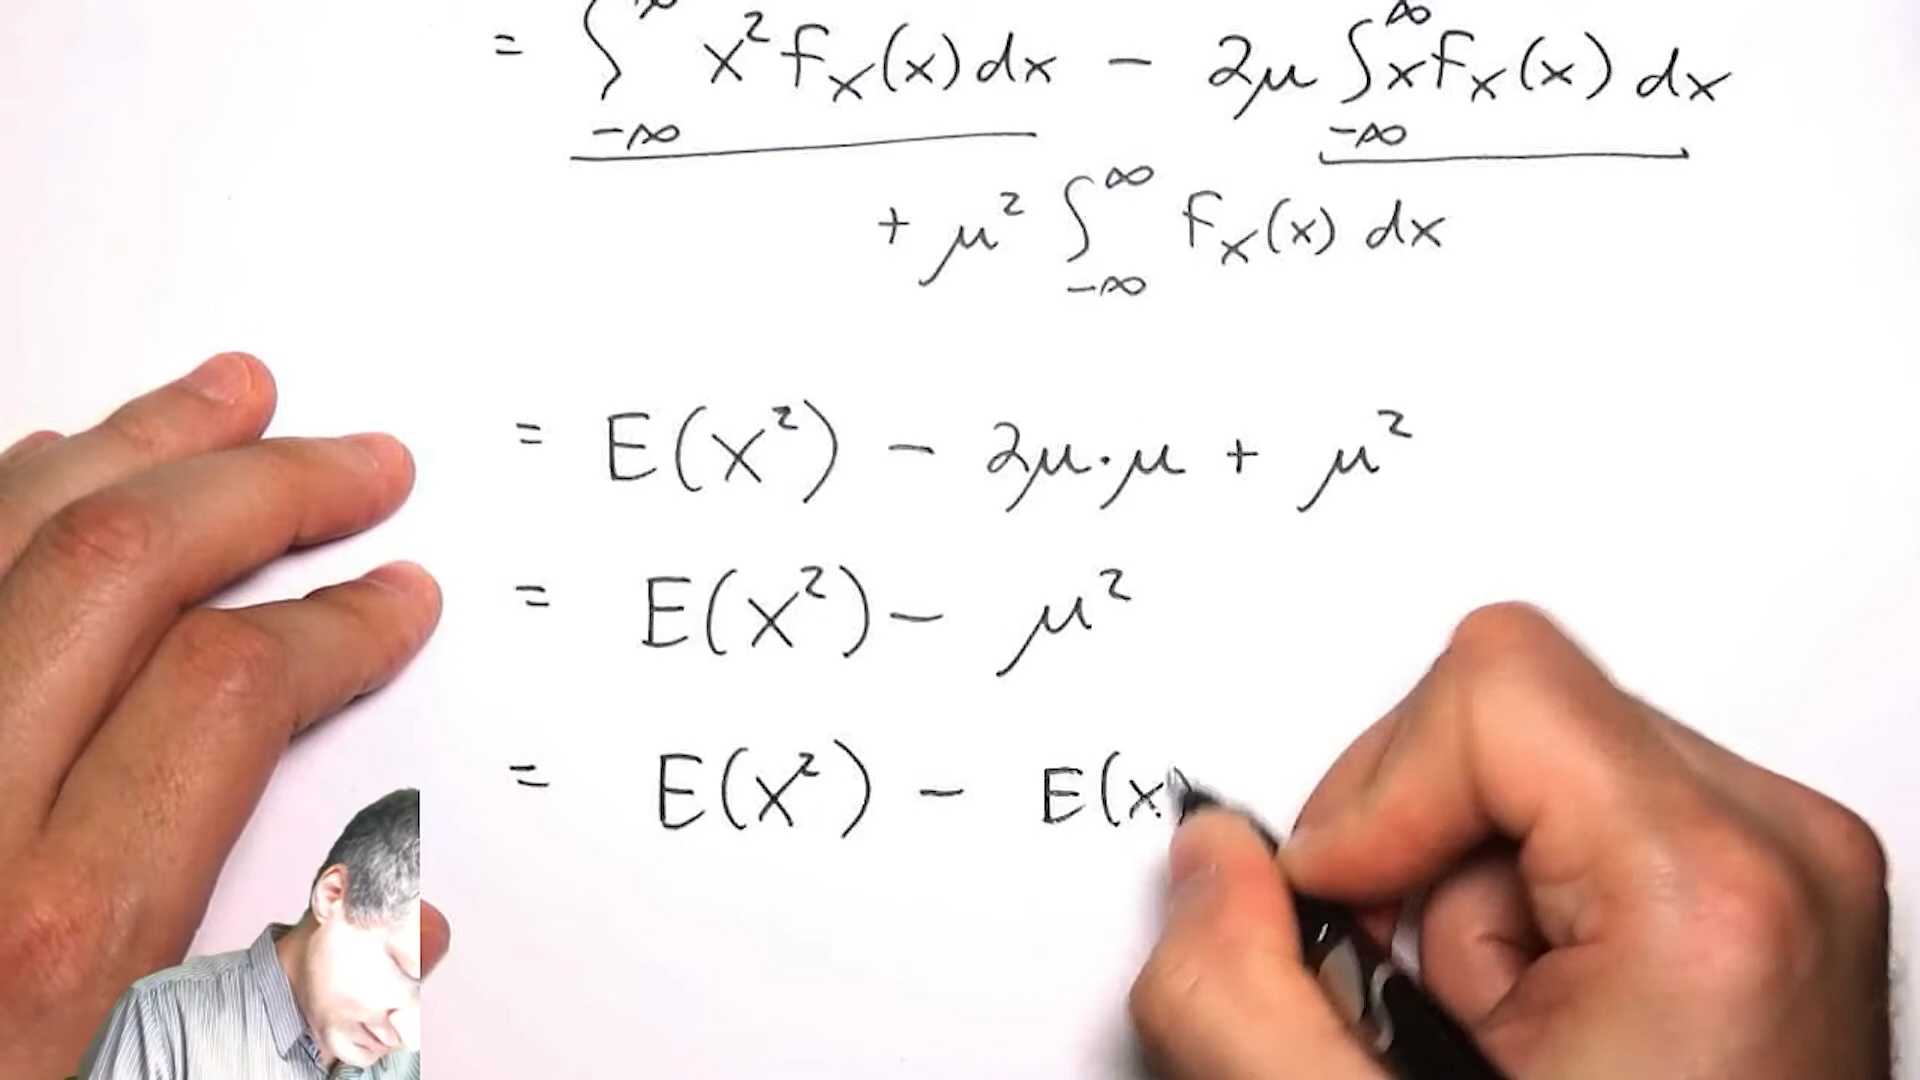 = ∫_{-∞}^{∞} x² f_X(x) dx − 2μ ∫_{-∞}^{∞} x f_X(x) dx
+ μ² ∫_{-∞}^{∞} f_X(x) dx
= E(X²) − 2μ·μ + μ²
= E(X²) − μ²
= E(X²) − E(X)